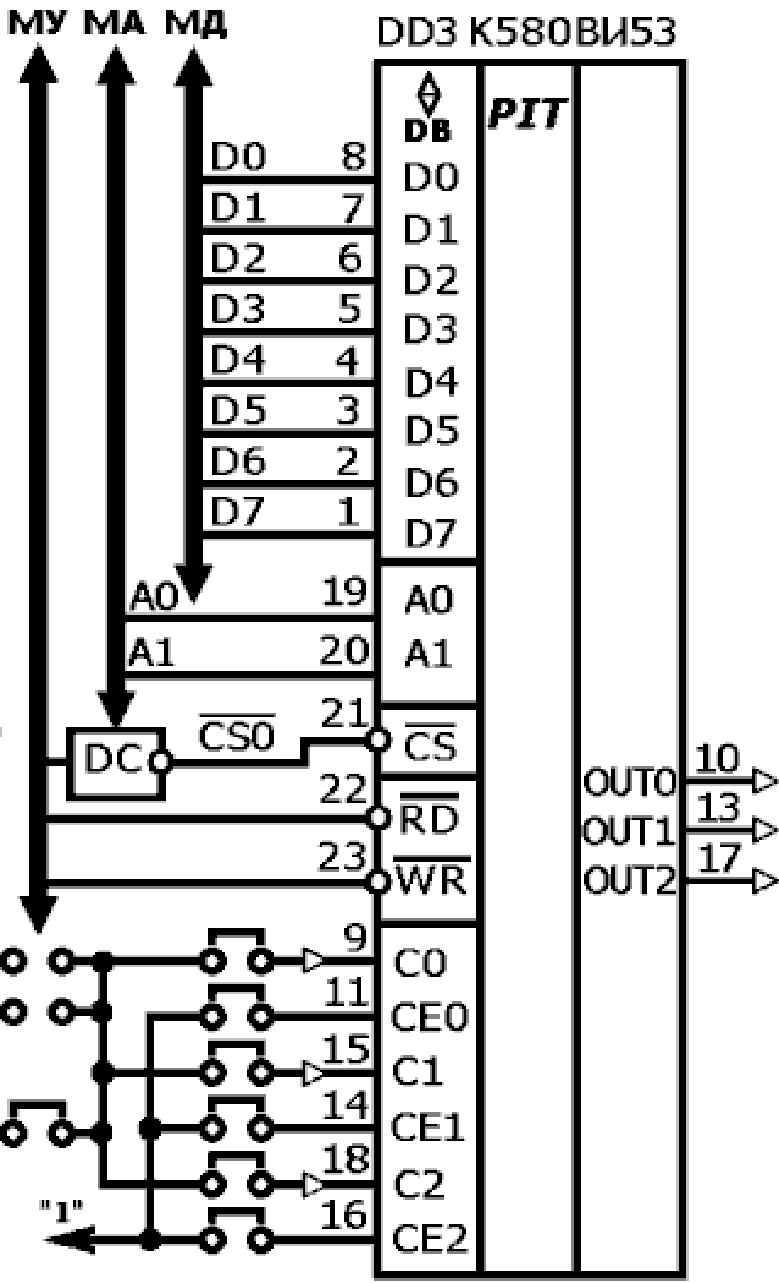 МУ МА МД
DD3 К580ВИ53
DB PIT
D0 8 D0
D1 7 D1
D2 6 D2
D3 5 D3
D4 4 D4
D5 3 D5
D6 2 D6
D7 1 D7
A0 19 A0
A1 20 A1
DC CS0 21 CS
22 RD
23 WR
OUT0 10
OUT1 13
OUT2 17
9 C0
11 CE0
15 C1
14 CE1
18 C2
"1" 16 CE2